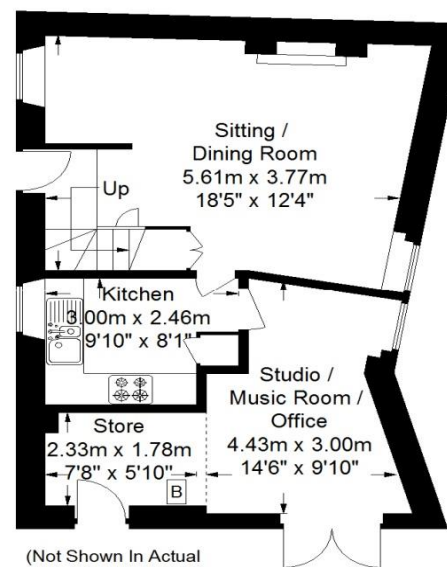 Sitting /
Dining Room
5.61m x 3.77m
18'5" x 12'4"
Up
Kitchen
3.00m x 2.46m
9'10" x 8'1"
Studio /
Music Room /
Office
4.43m x 3.00m
14'6" x 9'10"
Store
2.33m x 1.78m
7'8" x 5'10"
B
(Not Shown In Actual